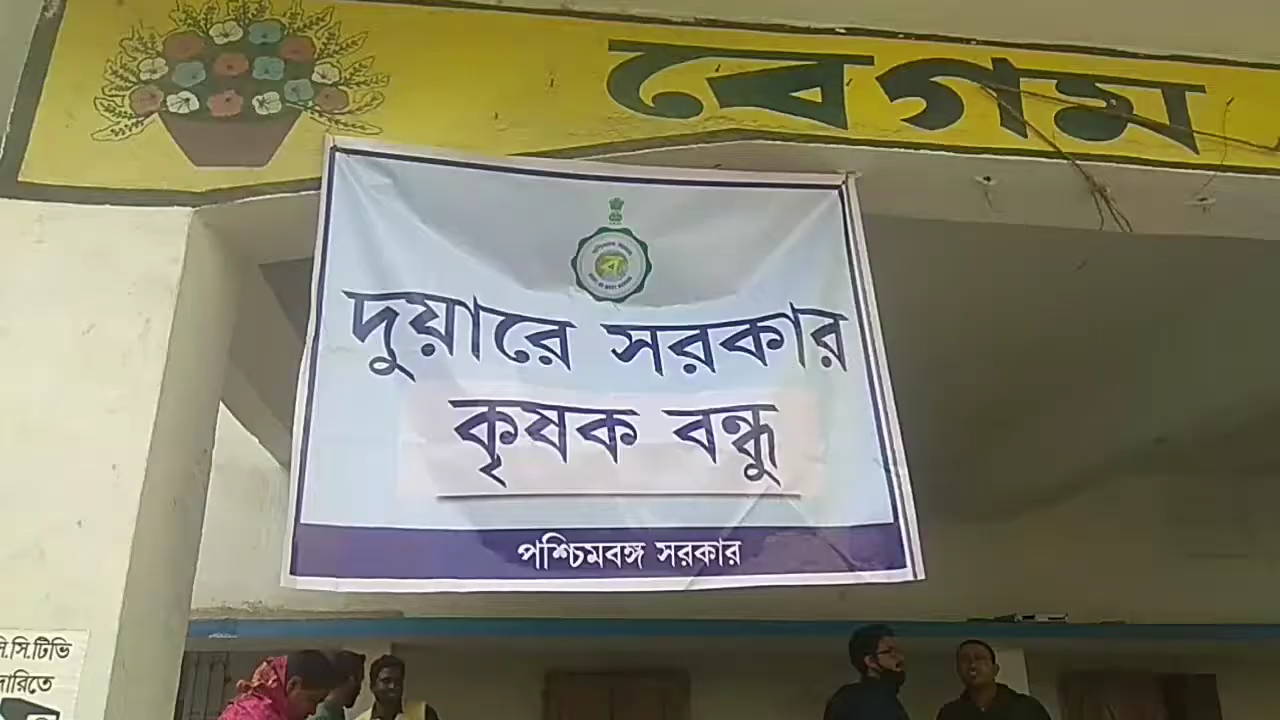 বেগম
দুয়ারে সরকার
কৃষক বন্ধু
পশ্চিমবঙ্গ সরকার
সি.সি.টিভি